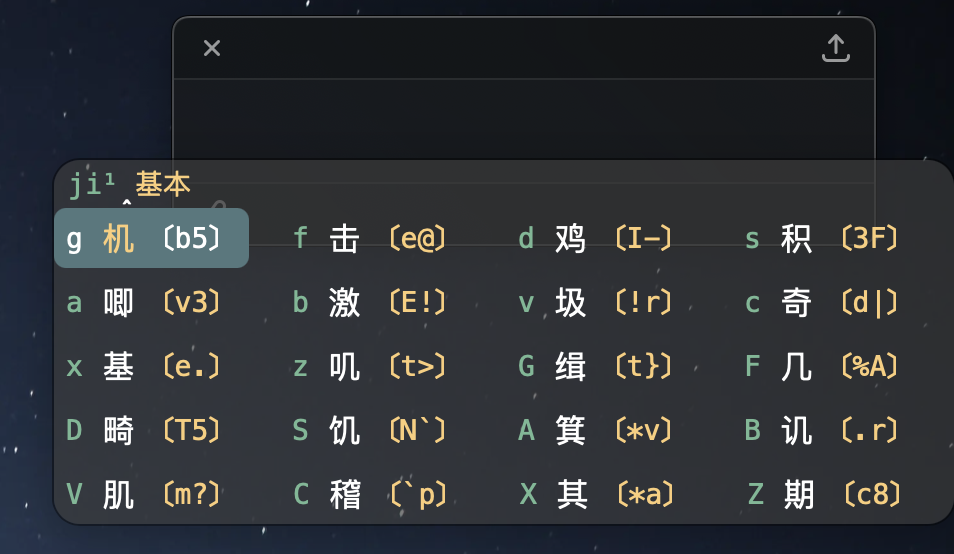 ji¹ 基本
g 机 〔b5〕 f 击 〔e@〕 d 鸡 〔I−〕 s 积 〔3F〕
a 唧 〔v3〕 b 激 〔E!〕 v 圾 〔!r〕 c 奇 〔d|〕
x 基 〔e.〕 z 叽 〔t>〕 G 缉 〔t}〕 F 几 〔%A〕
D 畸 〔T5〕 S 饥 〔N`〕 A 箕 〔*v〕 B 讥 〔.r〕
V 肌 〔m?〕 C 稽 〔`p〕 X 其 〔*a〕 Z 期 〔c8〕